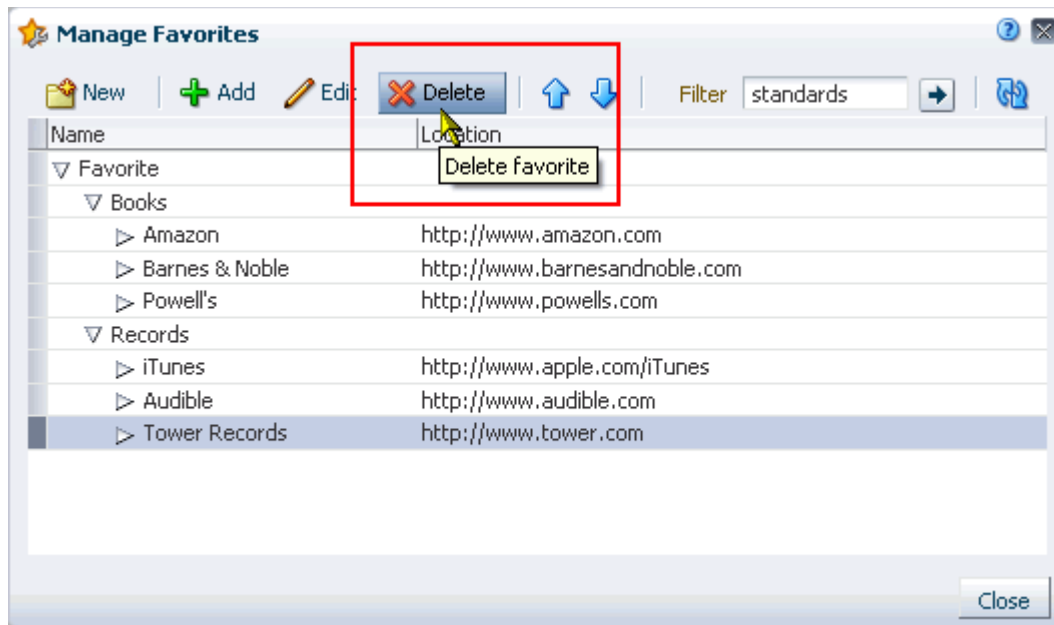 Manage Favorites
New Add Edit Delete Filter standards
Name Location
Delete favorite
Favorite
Books
Amazon http://www.amazon.com
Barnes & Noble http://www.barnesandnoble.com
Powell's http://www.powells.com
Records
iTunes http://www.apple.com/iTunes
Audible http://www.audible.com
Tower Records http://www.tower.com
Close